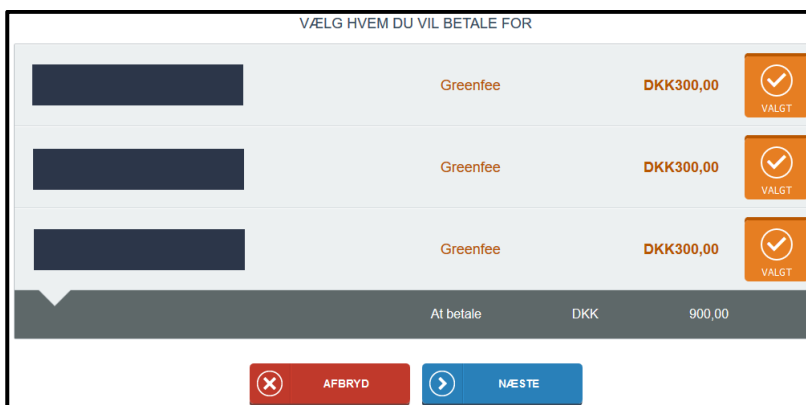 VÆLG HVEM DU VIL BETALE FOR
Greenfee DKK300,00 VALGT
Greenfee DKK300,00 VALGT
Greenfee DKK300,00 VALGT
At betale DKK 900,00
AFBRYD NÆSTE